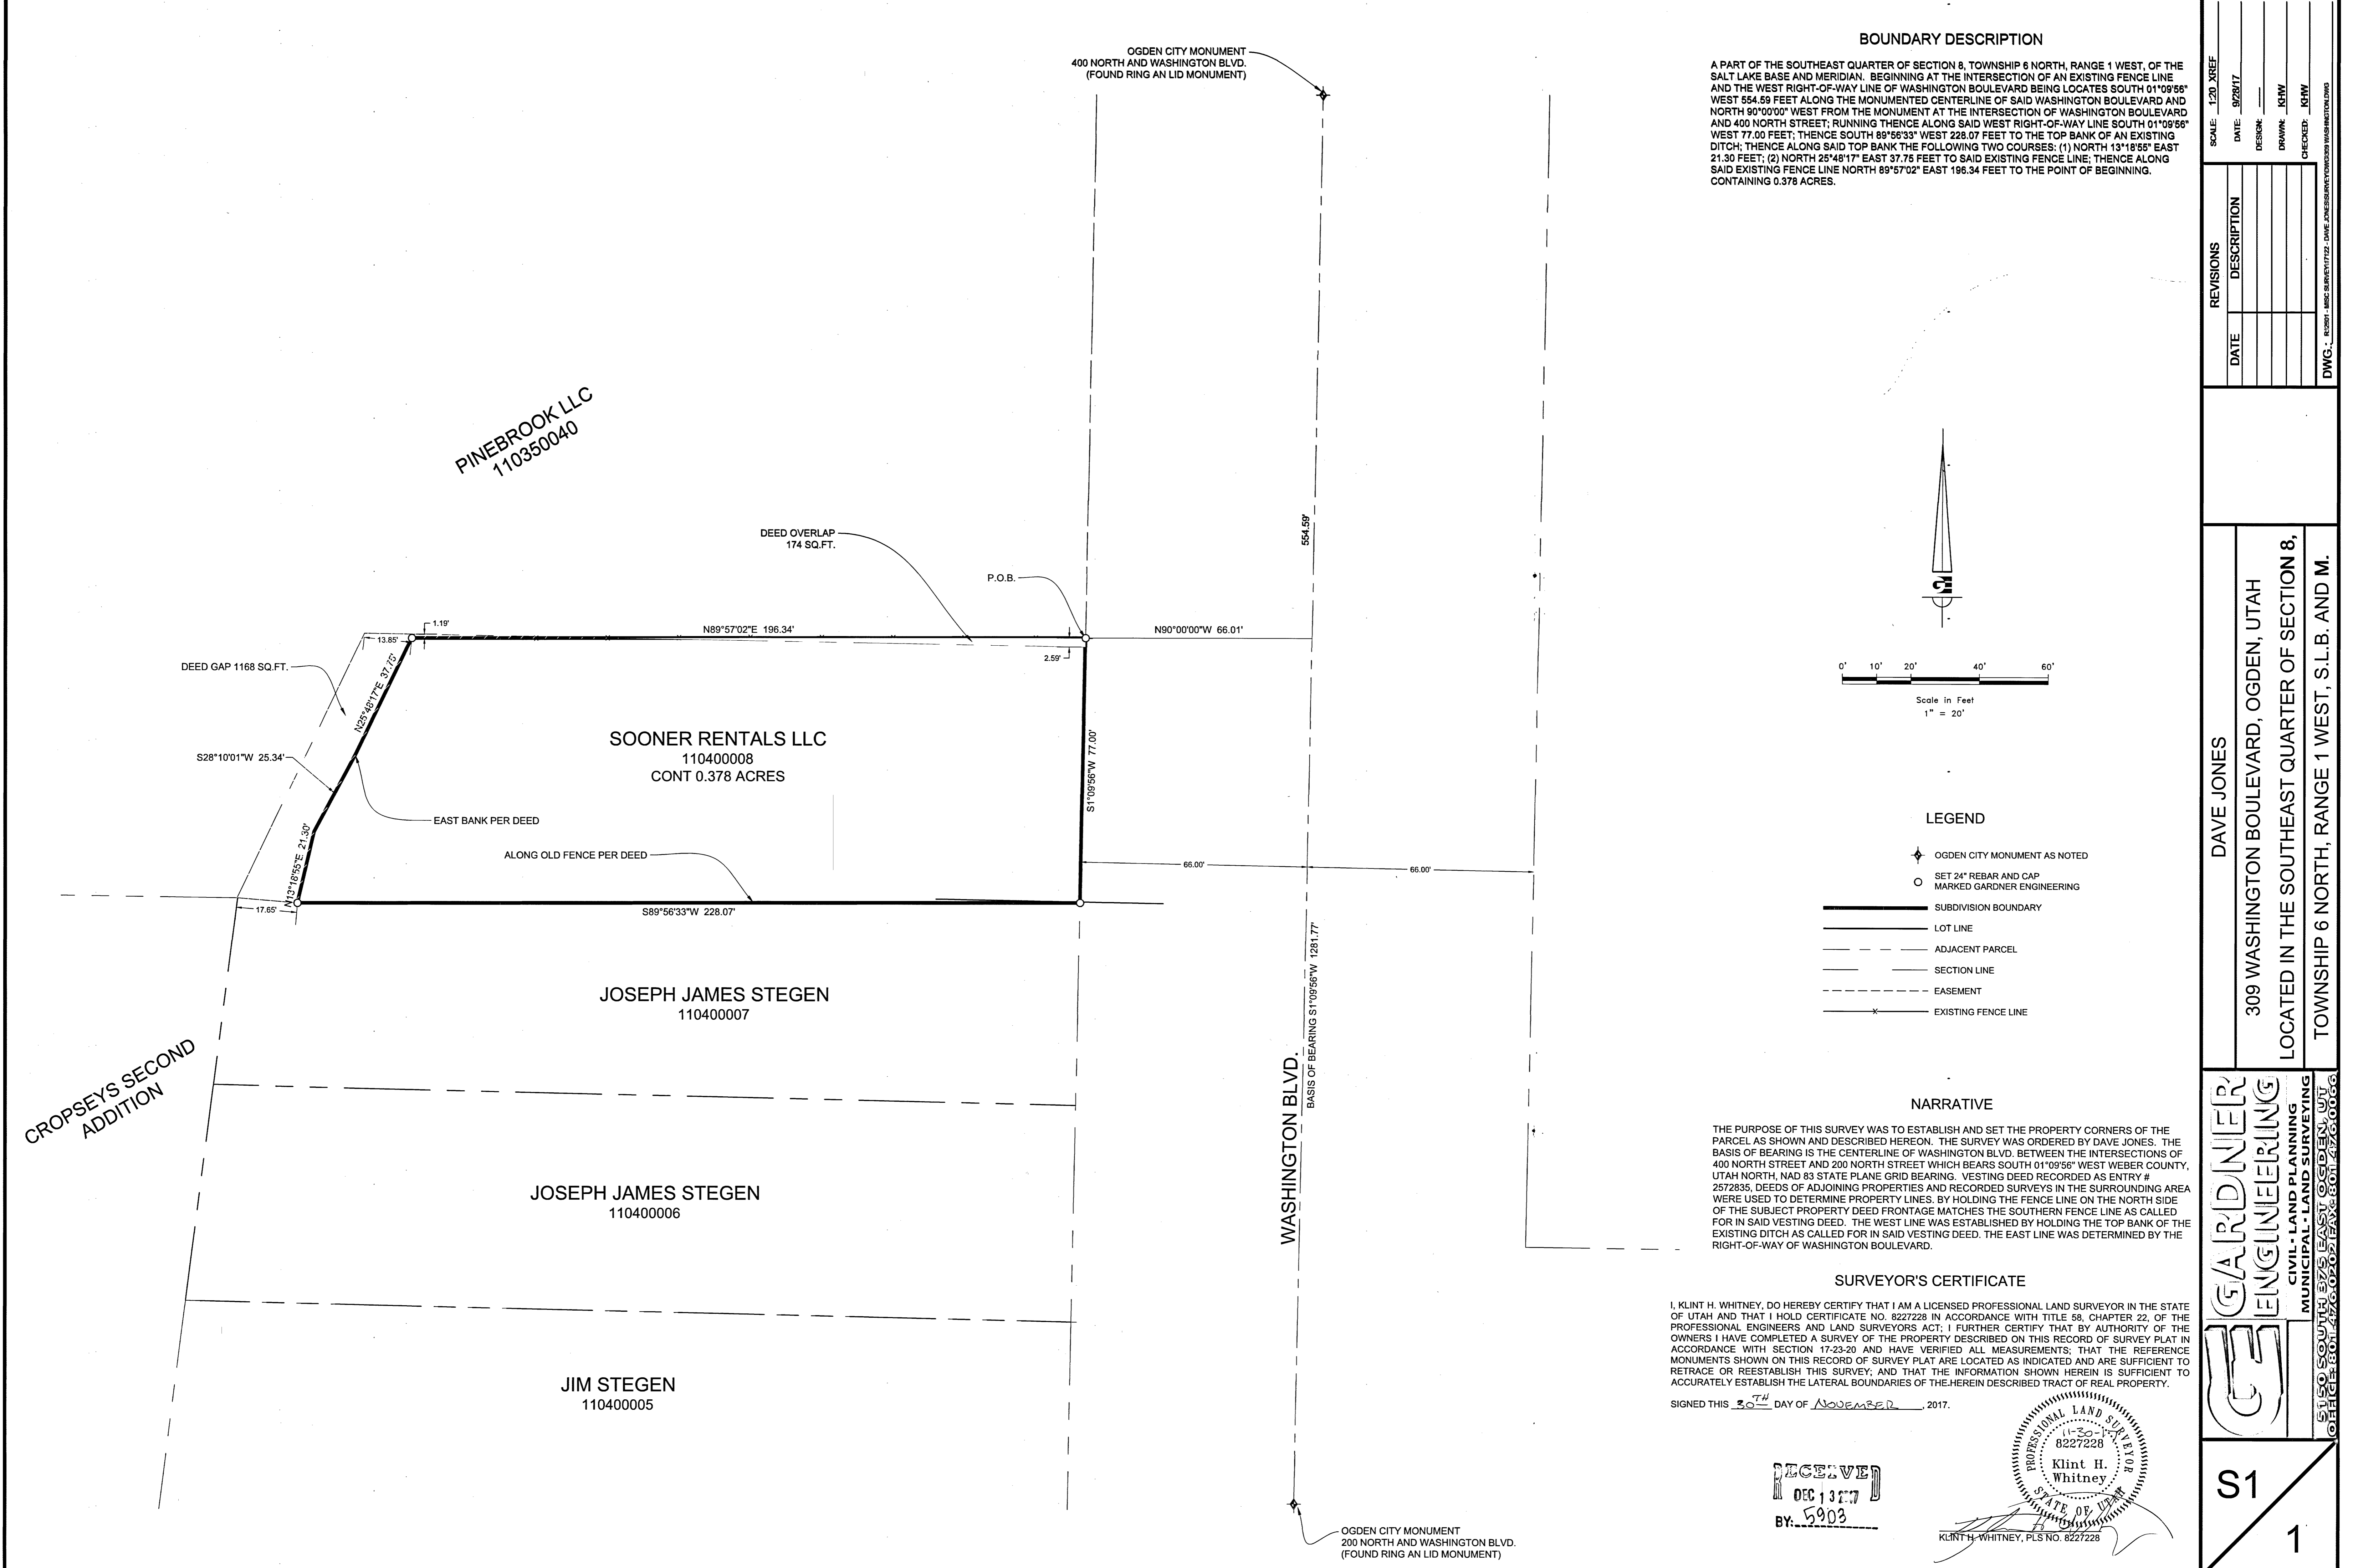 OGDEN CITY MONUMENT
400 NORTH AND WASHINGTON BLVD.
(FOUND RING AN LID MONUMENT)
PINEBROOK LLC
110350040
DEED OVERLAP
174 SQ.FT.
P.O.B.
554.59'
1.19'
13.85'
N89°57'02"E 196.34'
2.59'
N90°00'00"W 66.01'
DEED GAP 1168 SQ.FT.
N25°48'17"E 37.75'
S28°10'01"W 25.34'
SOONER RENTALS LLC
110400008
CONT 0.378 ACRES
S1°09'56"W 77.00'
EAST BANK PER DEED
N13°18'55"E 21.30'
ALONG OLD FENCE PER DEED
66.00'
66.00'
17.65'
S89°56'33"W 228.07'
JOSEPH JAMES STEGEN
110400007
CROPSEYS SECOND
ADDITION
JOSEPH JAMES STEGEN
110400006
WASHINGTON BLVD.
BASIS OF BEARING S1°09'56"W 1281.77'
JIM STEGEN
110400005
OGDEN CITY MONUMENT
200 NORTH AND WASHINGTON BLVD.
(FOUND RING AN LID MONUMENT)
BOUNDARY DESCRIPTION
A PART OF THE SOUTHEAST QUARTER OF SECTION 8, TOWNSHIP 6 NORTH, RANGE 1 WEST, OF THE
SALT LAKE BASE AND MERIDIAN. BEGINNING AT THE INTERSECTION OF AN EXISTING FENCE LINE
AND THE WEST RIGHT-OF-WAY LINE OF WASHINGTON BOULEVARD BEING LOCATES SOUTH 01°09'56"
WEST 554.59 FEET ALONG THE MONUMENTED CENTERLINE OF SAID WASHINGTON BOULEVARD AND
NORTH 90°00'00" WEST FROM THE MONUMENT AT THE INTERSECTION OF WASHINGTON BOULEVARD
AND 400 NORTH STREET; RUNNING THENCE ALONG SAID WEST RIGHT-OF-WAY LINE SOUTH 01°09'56"
WEST 77.00 FEET; THENCE SOUTH 89°56'33" WEST 228.07 FEET TO THE TOP BANK OF AN EXISTING
DITCH; THENCE ALONG SAID TOP BANK THE FOLLOWING TWO COURSES: (1) NORTH 13°18'55" EAST
21.30 FEET; (2) NORTH 25°48'17" EAST 37.75 FEET TO SAID EXISTING FENCE LINE; THENCE ALONG
SAID EXISTING FENCE LINE NORTH 89°57'02" EAST 196.34 FEET TO THE POINT OF BEGINNING.
CONTAINING 0.378 ACRES.
0' 10' 20' 40' 60'
Scale in Feet
1" = 20'
LEGEND
OGDEN CITY MONUMENT AS NOTED
SET 24" REBAR AND CAP
MARKED GARDNER ENGINEERING
SUBDIVISION BOUNDARY
LOT LINE
ADJACENT PARCEL
SECTION LINE
EASEMENT
EXISTING FENCE LINE
NARRATIVE
THE PURPOSE OF THIS SURVEY WAS TO ESTABLISH AND SET THE PROPERTY CORNERS OF THE
PARCEL AS SHOWN AND DESCRIBED HEREON. THE SURVEY WAS ORDERED BY DAVE JONES. THE
BASIS OF BEARING IS THE CENTERLINE OF WASHINGTON BLVD. BETWEEN THE INTERSECTIONS OF
400 NORTH STREET AND 200 NORTH STREET WHICH BEARS SOUTH 01°09'56" WEST WEBER COUNTY,
UTAH NORTH, NAD 83 STATE PLANE GRID BEARING. VESTING DEED RECORDED AS ENTRY #
2572835, DEEDS OF ADJOINING PROPERTIES AND RECORDED SURVEYS IN THE SURROUNDING AREA
WERE USED TO DETERMINE PROPERTY LINES. BY HOLDING THE FENCE LINE ON THE NORTH SIDE
OF THE SUBJECT PROPERTY DEED FRONTAGE MATCHES THE SOUTHERN FENCE LINE AS CALLED
FOR IN SAID VESTING DEED. THE WEST LINE WAS ESTABLISHED BY HOLDING THE TOP BANK OF THE
EXISTING DITCH AS CALLED FOR IN SAID VESTING DEED. THE EAST LINE WAS DETERMINED BY THE
RIGHT-OF-WAY OF WASHINGTON BOULEVARD.
SURVEYOR'S CERTIFICATE
I, KLINT H. WHITNEY, DO HEREBY CERTIFY THAT I AM A LICENSED PROFESSIONAL LAND SURVEYOR IN THE STATE
OF UTAH AND THAT I HOLD CERTIFICATE NO. 8227228 IN ACCORDANCE WITH TITLE 58, CHAPTER 22, OF THE
PROFESSIONAL ENGINEERS AND LAND SURVEYORS ACT; I FURTHER CERTIFY THAT BY AUTHORITY OF THE
OWNERS I HAVE COMPLETED A SURVEY OF THE PROPERTY DESCRIBED ON THIS RECORD OF SURVEY PLAT IN
ACCORDANCE WITH SECTION 17-23-20 AND HAVE VERIFIED ALL MEASUREMENTS; THAT THE REFERENCE
MONUMENTS SHOWN ON THIS RECORD OF SURVEY PLAT ARE LOCATED AS INDICATED AND ARE SUFFICIENT TO
RETRACE OR REESTABLISH THIS SURVEY; AND THAT THE INFORMATION SHOWN HEREIN IS SUFFICIENT TO
ACCURATELY ESTABLISH THE LATERAL BOUNDARIES OF THE HEREIN DESCRIBED TRACT OF REAL PROPERTY.
SIGNED THIS 30TH DAY OF NOVEMBER, 2017.
PROFESSIONAL LAND SURVEYOR
11-30-17
8227228
Klint H.
Whitney
STATE OF UTAH
KLINT H. WHITNEY, PLS NO. 8227228
RECEIVED
DEC 13 2017
BY: 5903
SCALE: 1:20 XREF
DATE: 9/28/17
DESIGN: ----
DRAWN: KHW
CHECKED: KHW
REVISIONS
DATE DESCRIPTION
DWG.:
DAVE JONES
309 WASHINGTON BOULEVARD, OGDEN, UTAH
LOCATED IN THE SOUTHEAST QUARTER OF SECTION 8,
TOWNSHIP 6 NORTH, RANGE 1 WEST, S.L.B. AND M.
GARDNER
ENGINEERING
CIVIL - LAND PLANNING
MUNICIPAL - LAND SURVEYING
5150 SOUTH 375 EAST OGDEN, UT
OFFICE: 801.476.0202 FAX: 801.476.0066
S1
1